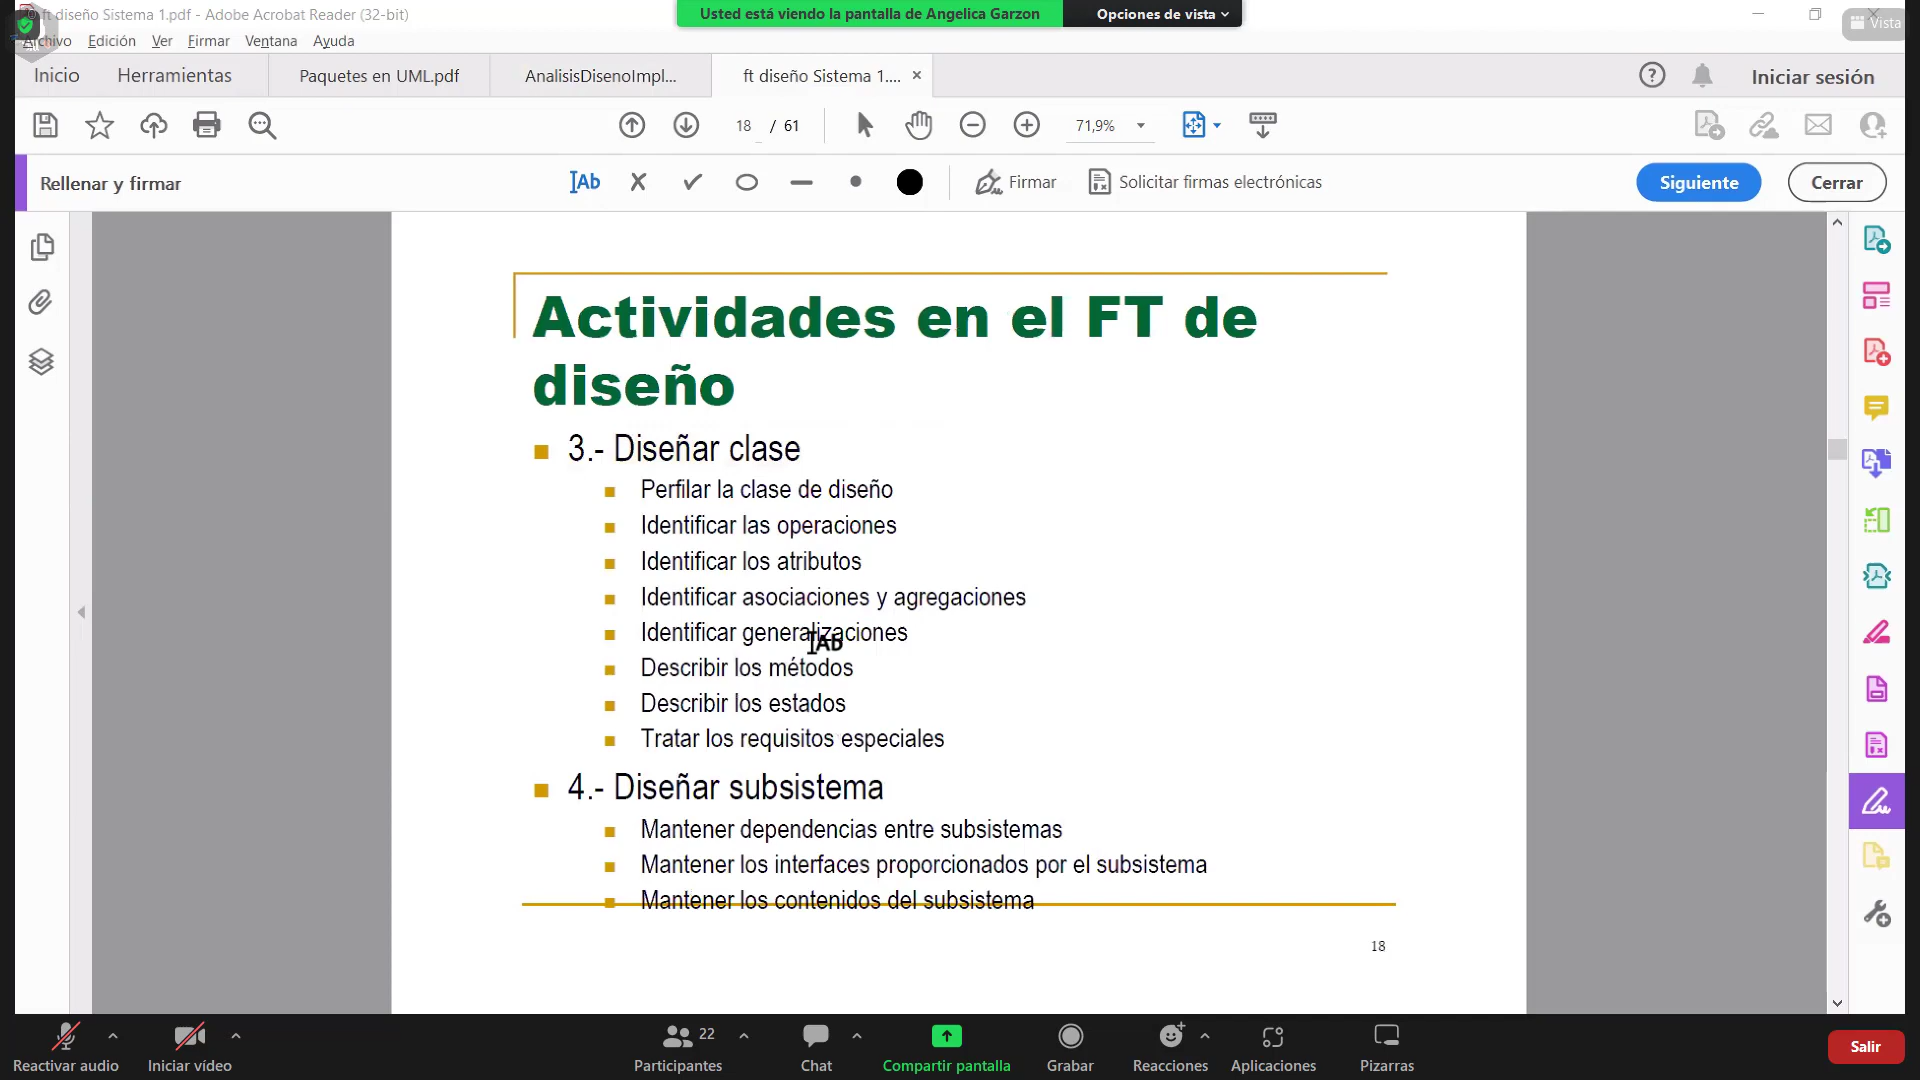 ft diseño Sistema 1.pdf - Adobe Acrobat Reader (32-bit)
Usted está viendo la pantalla de Angelica Garzon
Opciones de vista
Vista
Archivo Edición Ver Firmar Ventana Ayuda
Inicio Herramientas Paquetes en UML.pdf AnalisisDisenoImpl... ft diseño Sistema 1.... × Iniciar sesión
18 / 61 71,9%
Rellenar y firmar Ab Firmar Solicitar firmas electrónicas Siguiente Cerrar
Actividades en el FT de
diseño
3.- Diseñar clase
Perfilar la clase de diseño
Identificar las operaciones
Identificar los atributos
Identificar asociaciones y agregaciones
Identificar generalizaciones
Ab
Describir los métodos
Describir los estados
Tratar los requisitos especiales
4.- Diseñar subsistema
Mantener dependencias entre subsistemas
Mantener los interfaces proporcionados por el subsistema
Mantener los contenidos del subsistema
18
22
Reactivar audio Iniciar vídeo Participantes Chat Compartir pantalla Grabar Reacciones Aplicaciones Pizarras Salir